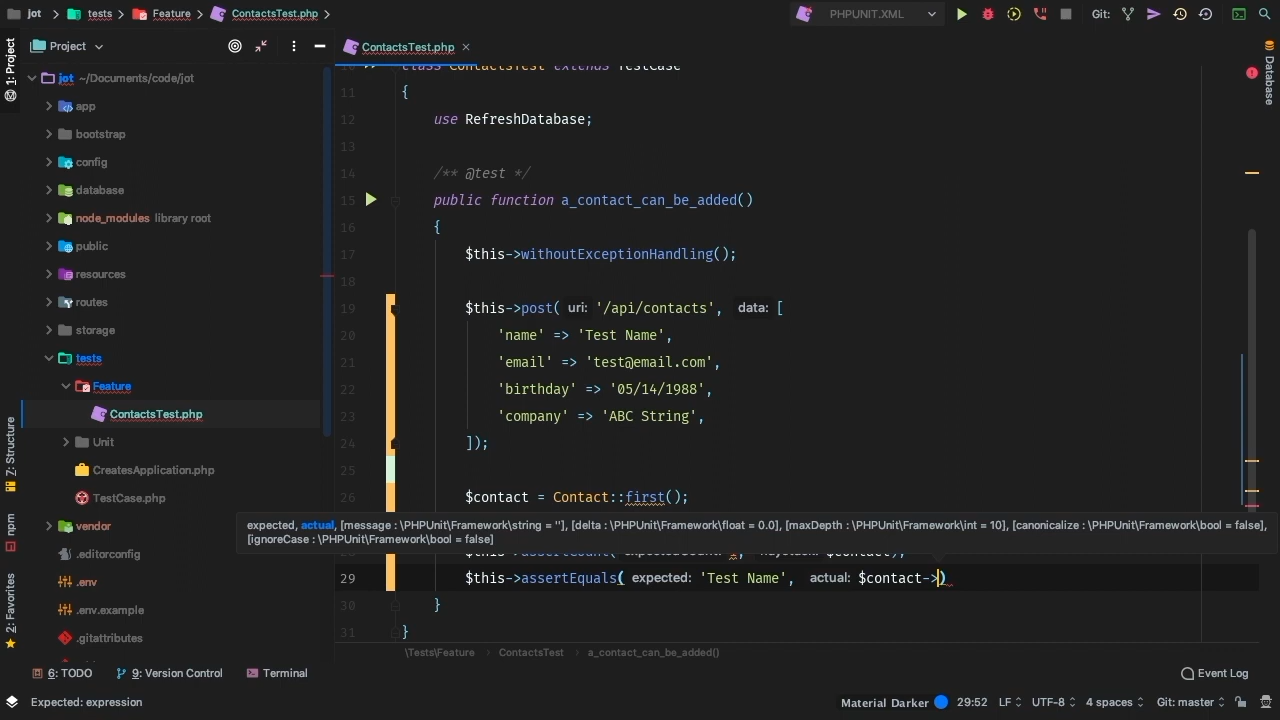 jot > tests > Feature > ContactsTest.php >
PHPUNIT.XML
Git:
1: Project
Project
ContactsTest.php ×
Database
jot ~/Documents/code/jot
app
bootstrap
config
database
node_modules library root
public
resources
routes
storage
tests
Feature
ContactsTest.php
Unit
CreatesApplication.php
TestCase.php
vendor
.editorconfig
.env
.env.example
.gitattributes
7: Structure
npm
2: Favorites
10 class ContactsTest extends TestCase
11 {
12 use RefreshDatabase;
13
14 /** @test */
15 public function a_contact_can_be_added()
16 {
17 $this->withoutExceptionHandling();
18
19 $this->post( uri: '/api/contacts', data: [
20 'name' => 'Test Name',
21 'email' => 'test@email.com',
22 'birthday' => '05/14/1988',
23 'company' => 'ABC String',
24 ]);
25
26 $contact = Contact::first();
expected, actual, [message : \PHPUnit\Framework\string = ''], [delta : \PHPUnit\Framework\float = 0.0], [maxDepth : \PHPUnit\Framework\int = 10], [canonicalize : \PHPUnit\Framework\bool = false],
[ignoreCase : \PHPUnit\Framework\bool = false]
$contact);
29 $this->assertEquals( expected: 'Test Name', actual: $contact->)
30 }
31 }
\Tests\Feature > ContactsTest > a_contact_can_be_added()
6: TODO 9: Version Control Terminal Event Log
Expected: expression Material Darker 29:52 LF UTF-8 4 spaces Git: master